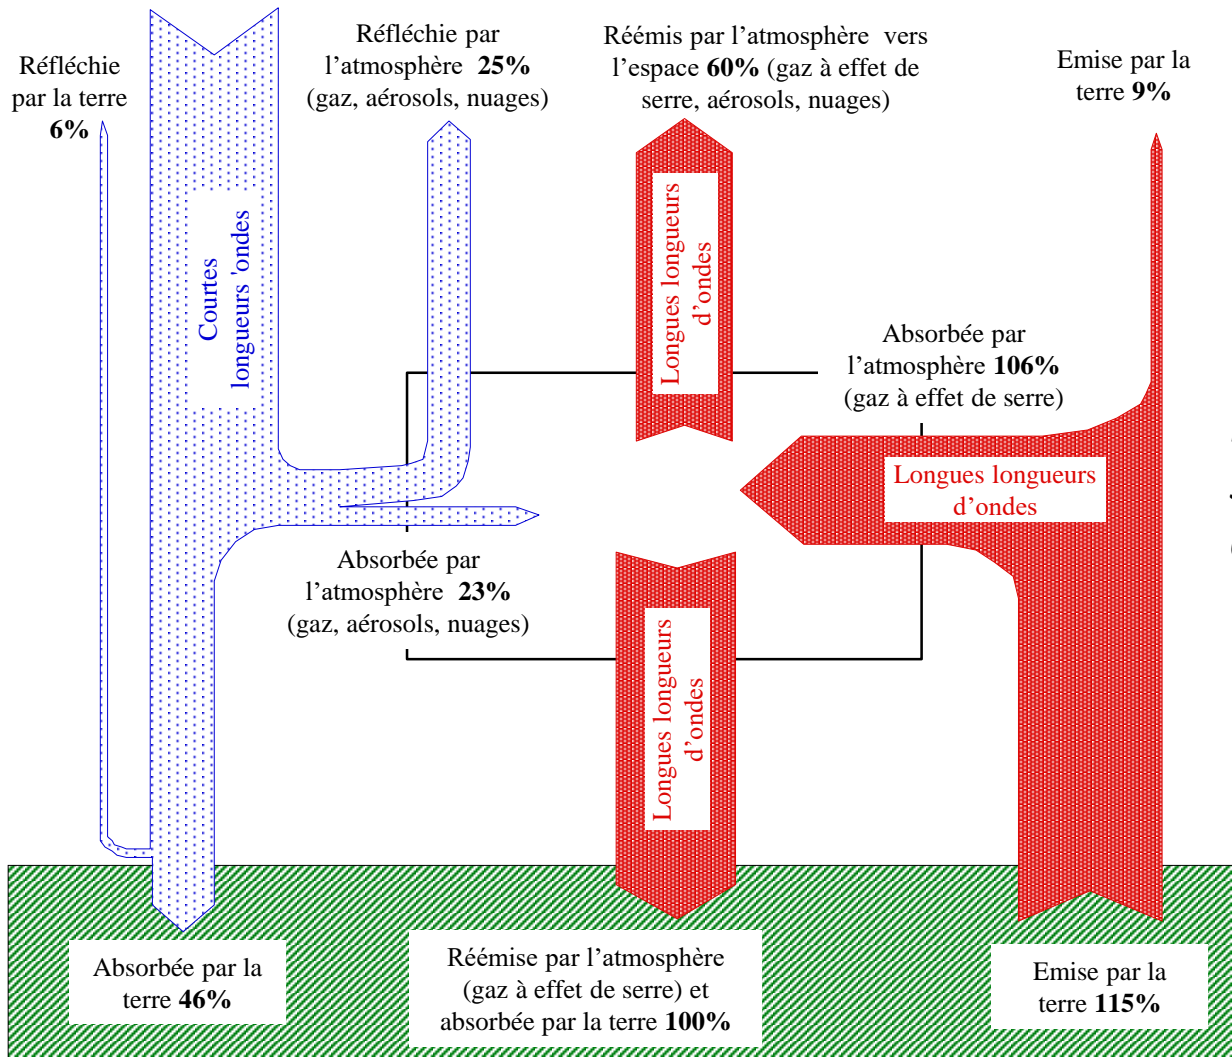 Réfléchie
par la terre
6%
Réfléchie par
l'atmosphère 25%
(gaz, aérosols, nuages)
Réémis par l’atmosphère vers
l’espace 60% (gaz à effet de
serre, aérosols, nuages)
Emise par la
terre 9%
Courtes
longueurs 'ondes
Longues longueurs
d’ondes
Absorbée par
l’atmosphère 106%
(gaz à effet de serre)
Longues longueurs
d’ondes
Absorbée par
l’atmosphère 23%
(gaz, aérosols, nuages)
Longues longueurs
d’ondes
Absorbée par la
terre 46%
Réémise par l’atmosphère
(gaz à effet de serre) et
absorbée par la terre 100%
Emise par la
terre 115%